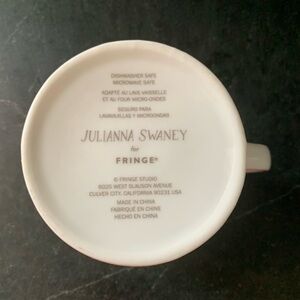 DISHWASHER SAFE
MICROWAVE SAFE
ADAPTÉ AU LAVE VAISSELLE
ET AU FOUR MICRO-ONDES
SEGURO PARA
LAVAVAJILLAS Y MICROONDAS
JULIANNA SWANEY
for
FRINGE®
© FRINGE STUDIO
6025 WEST SLAUSON AVENUE
CULVER CITY, CALIFORNIA 90231 USA
MADE IN CHINA
FABRIQUÉ EN CHINE
HECHO EN CHINA